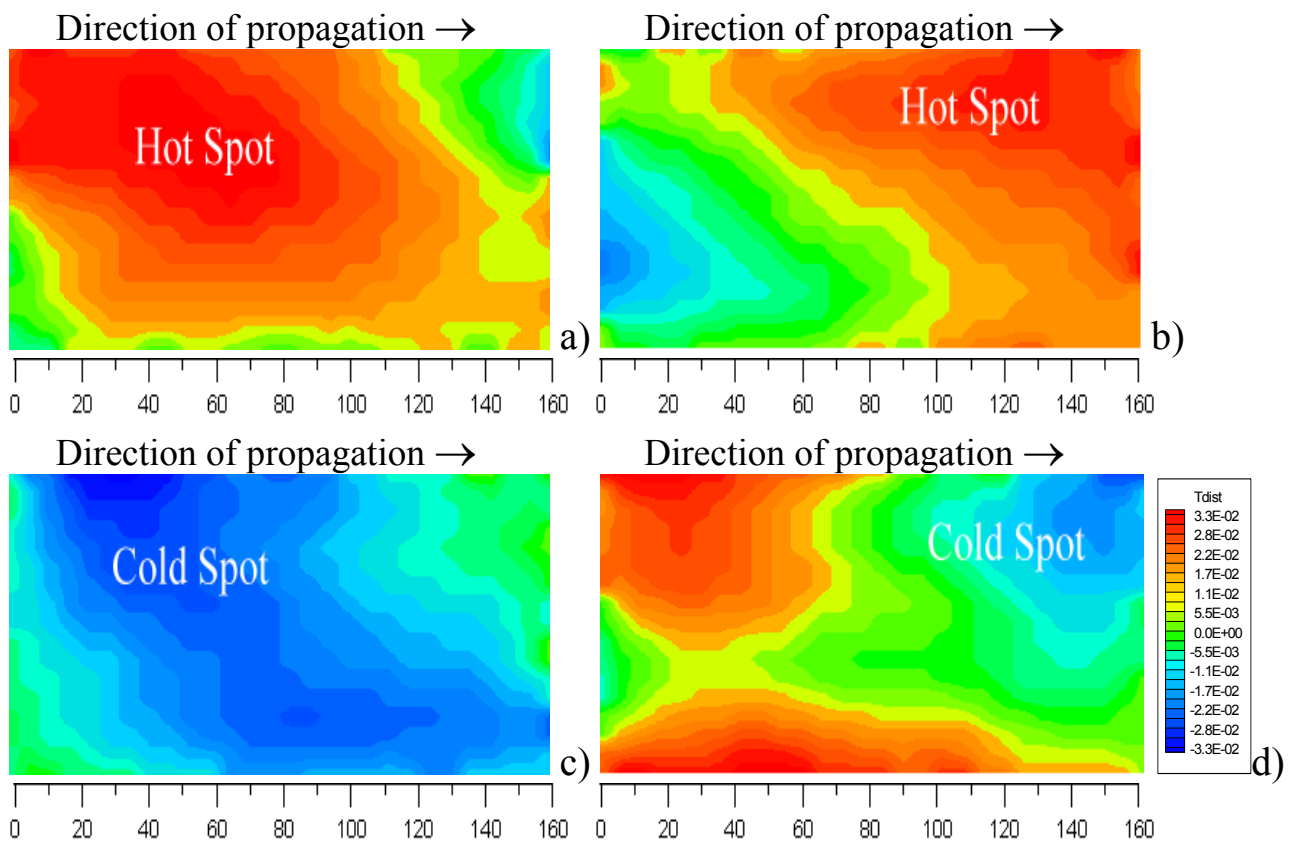 Direction of propagation →
Direction of propagation →
Hot Spot
Hot Spot
a)
b)
0 20 40 60 80 100 120 140 160
0 20 40 60 80 100 120 140 160
Direction of propagation →
Direction of propagation →
Cold Spot
Cold Spot
Tdist
3.3E-02
2.8E-02
2.2E-02
1.7E-02
1.1E-02
5.5E-03
0.0E+00
-5.5E-03
-1.1E-02
-1.7E-02
-2.2E-02
-2.8E-02
-3.3E-02
c)
d)
0 20 40 60 80 100 120 140 160
0 20 40 60 80 100 120 140 160